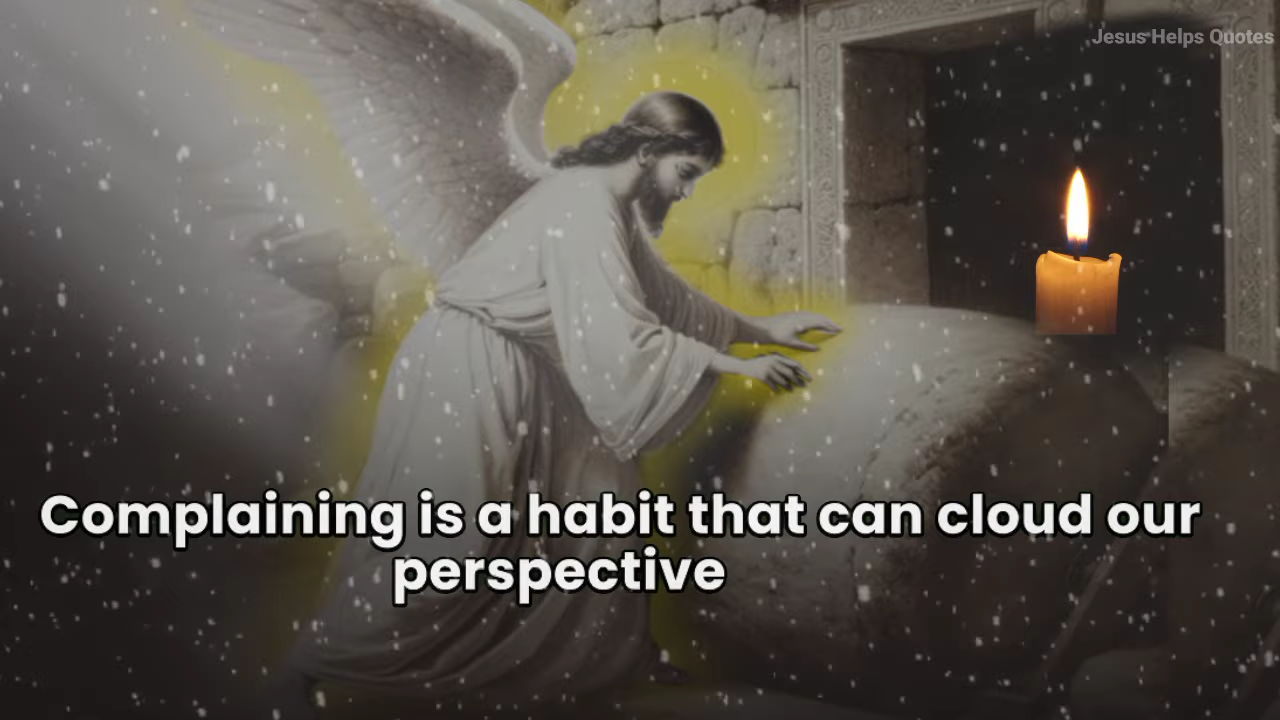 Jesus Helps Quotes
Complaining is a habit that can cloud our
perspective